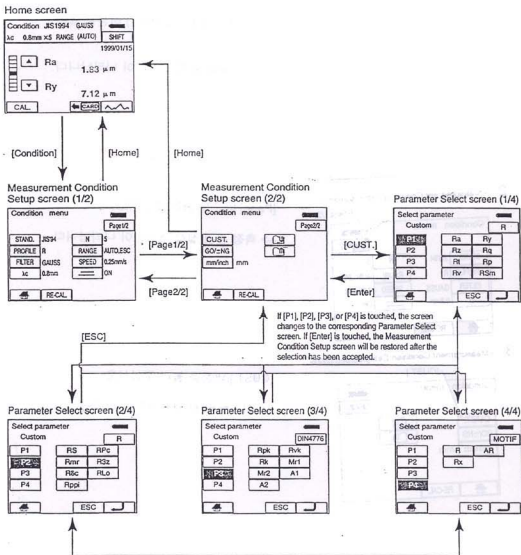 Home screen
Condition JIS1994 GAUSS
λc 0.8mm ×5 RANGE (AUTO) SHIFT
1999/01/15
Ra
1.83 μm
Ry
7.12 μm
CAL. CARD
[Condition] [Home] [Home]
Measurement Condition
Setup screen (1/2)
Condition menu
Page1/2
STAND. JIS'94 N 5
PROFILE R RANGE AUTO,ESC
FILTER GAUSS SPEED 0.25mm/s
λc 0.8mm ON
RE-CAL.
[Page1/2]
[Page2/2]
Measurement Condition
Setup screen (2/2)
Condition menu
Page2/2
CUST.
GO/±NG
mm/inch mm
RE-CAL.
[CUST.]
[Enter]
Parameter Select screen (1/4)
Select parameter
Custom R
P1 Ra Ry
P2 Rz Rq
P3 Rt Rp
P4 Rv RSm
ESC
If [P1], [P2], [P3], or [P4] is touched, the screen
changes to the corresponding Parameter Select
screen. If [Enter] is touched, the Measurement
Condition Setup screen will be restored after the
selection has been accepted.
[ESC]
Parameter Select screen (2/4)
Select parameter
Custom R
P1 RS RPc
P2 Rmr R3z
P3 Rδc RLo
P4 Rppi
ESC
Parameter Select screen (3/4)
Select parameter
Custom DIN4776
P1 Rpk Rvk
P2 Rk Mr1
P3 Mr2 A1
P4 A2
ESC
Parameter Select screen (4/4)
Select parameter
Custom MOTIF
P1 R AR
P2 Rx
P3
P4
ESC